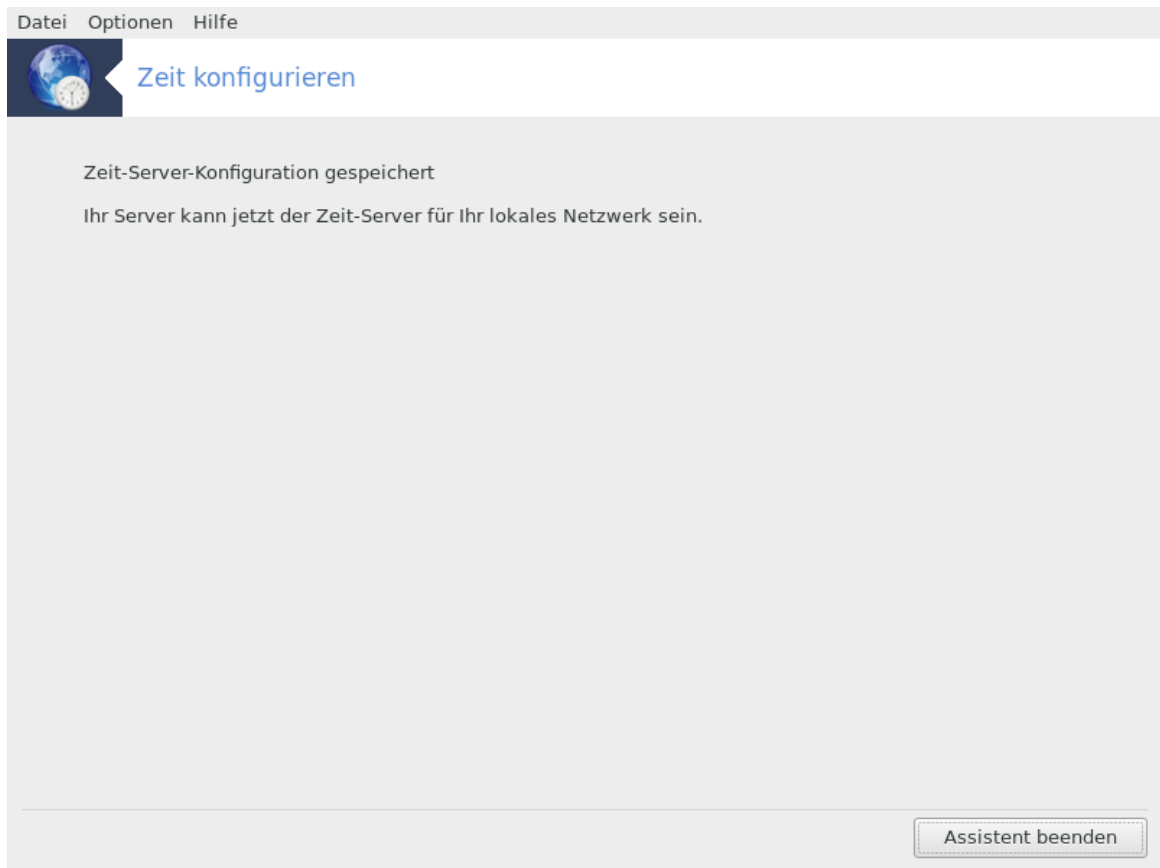 Datei Optionen Hilfe
Zeit konfigurieren
Zeit-Server-Konfiguration gespeichert
Ihr Server kann jetzt der Zeit-Server für Ihr lokales Netzwerk sein.
Assistent beenden